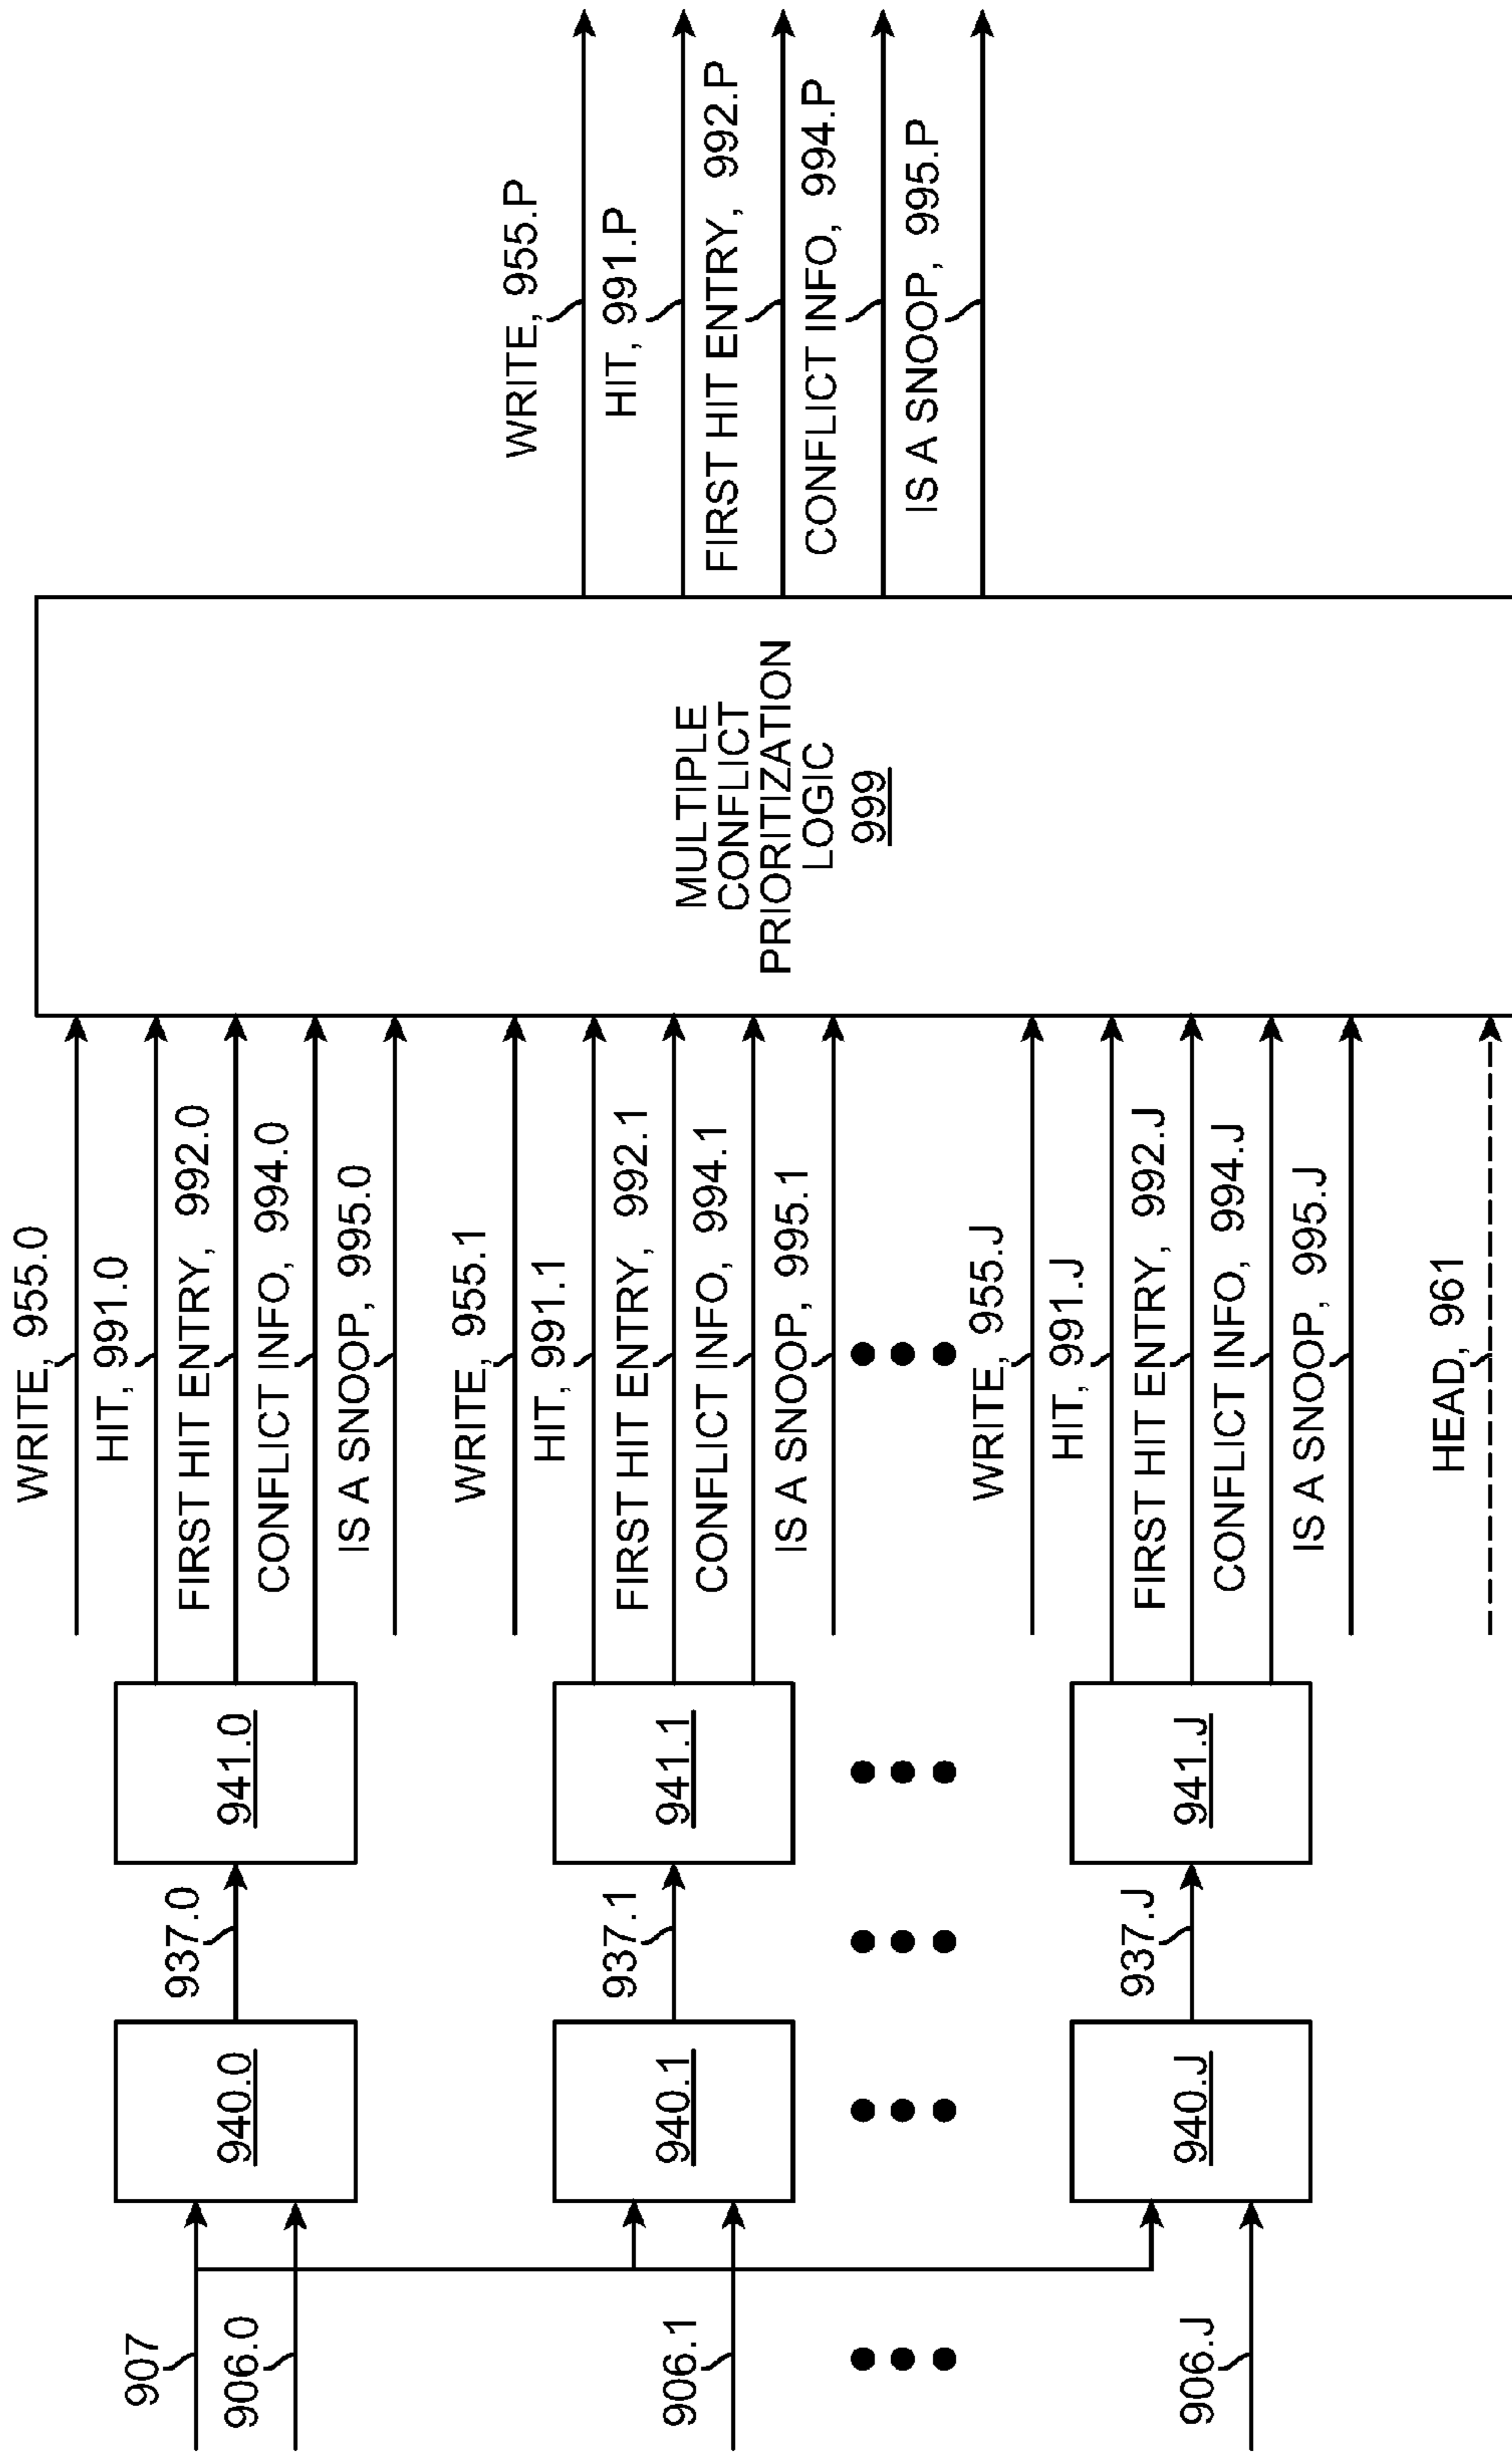 907
906.0
940.0
937.0
941.0
WRITE, 955.0
HIT, 991.0
FIRST HIT ENTRY, 992.0
CONFLICT INFO, 994.0
IS A SNOOP, 995.0
906.1
940.1
937.1
941.1
WRITE, 955.1
HIT, 991.1
FIRST HIT ENTRY, 992.1
CONFLICT INFO, 994.1
IS A SNOOP, 995.1
906.J
940.J
937.J
941.J
WRITE, 955.J
HIT, 991.J
FIRST HIT ENTRY, 992.J
CONFLICT INFO, 994.J
IS A SNOOP, 995.J
HEAD, 961
MULTIPLE
CONFLICT
PRIORITIZATION
LOGIC
999
WRITE, 955.P
HIT, 991.P
FIRST HIT ENTRY, 992.P
CONFLICT INFO, 994.P
IS A SNOOP, 995.P